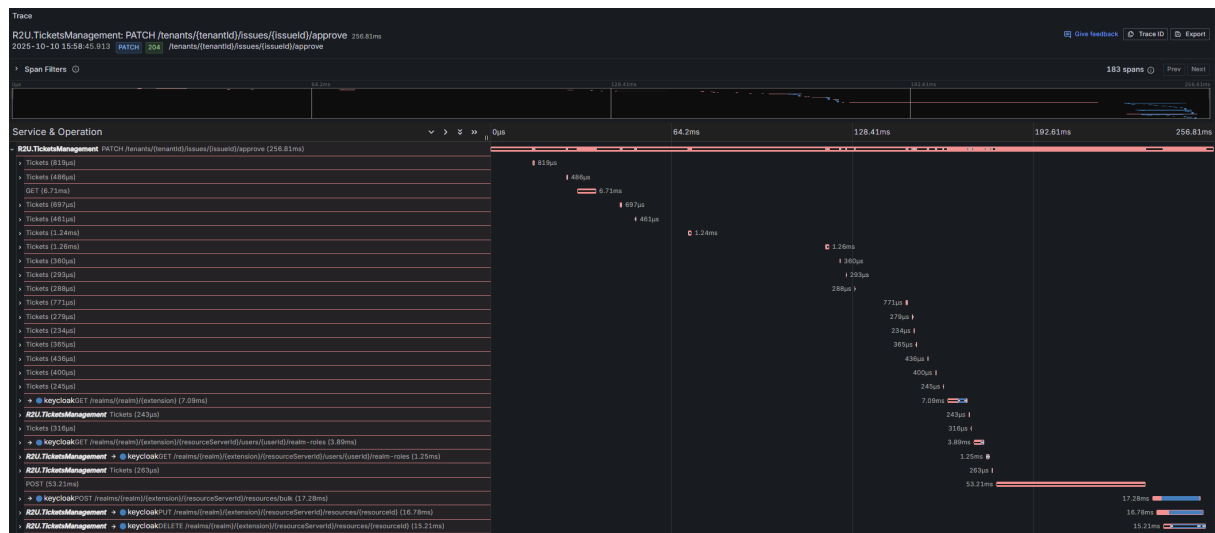 Trace
R2U.TicketsManagement: PATCH /tenants/{tenantId}/issues/{issueId}/approve 256.81ms
Give feedback Trace ID Export
2025-10-10 15:58:45.913 PATCH 204 /tenants/{tenantId}/issues/{issueId}/approve
Span Filters
183 spans Prev Next
0μs 64.2ms 128.41ms 192.61ms 256.81ms
Service & Operation 0μs 64.2ms 128.41ms 192.61ms 256.81ms
R2U.TicketsManagement PATCH /tenants/{tenantId}/issues/{issueId}/approve (256.81ms)
Tickets (819μs) 819μs
Tickets (486μs) 486μs
GET (6.71ms) 6.71ms
Tickets (697μs) 697μs
Tickets (461μs) 461μs
Tickets (1.24ms) 1.24ms
Tickets (1.26ms) 1.26ms
Tickets (360μs) 360μs
Tickets (293μs) 293μs
Tickets (288μs) 288μs
Tickets (771μs) 771μs
Tickets (279μs) 279μs
Tickets (234μs) 234μs
Tickets (365μs) 365μs
Tickets (436μs) 436μs
Tickets (400μs) 400μs
Tickets (245μs) 245μs
→ keycloak GET /realms/{realm}/{extension} (7.09ms) 7.09ms
R2U.TicketsManagement Tickets (243μs) 243μs
Tickets (316μs) 316μs
→ keycloak GET /realms/{realm}/{extension}/{resourceServerId}/users/{userId}/realm-roles (3.89ms) 3.89ms
R2U.TicketsManagement → keycloak GET /realms/{realm}/{extension}/{resourceServerId}/users/{userId}/realm-roles (1.25ms) 1.25ms
R2U.TicketsManagement Tickets (263μs) 263μs
POST (53.21ms) 53.21ms
→ keycloak POST /realms/{realm}/{extension}/{resourceServerId}/resources/bulk (17.28ms) 17.28ms
R2U.TicketsManagement → keycloak PUT /realms/{realm}/{extension}/{resourceServerId}/resources/{resourceId} (16.78ms) 16.78ms
R2U.TicketsManagement → keycloak DELETE /realms/{realm}/{extension}/{resourceServerId}/resources/{resourceId} (15.21ms) 15.21ms